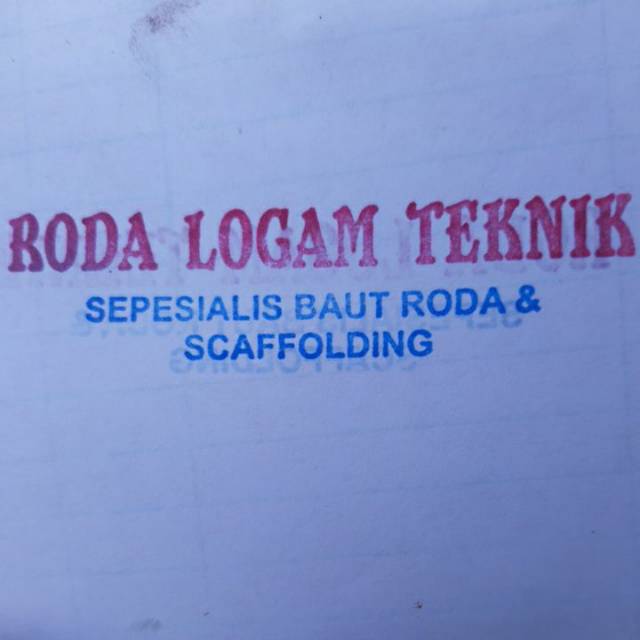 RODA LOGAM TEKNIK
SEPESIALIS BAUT RODA &
SCAFFOLDING